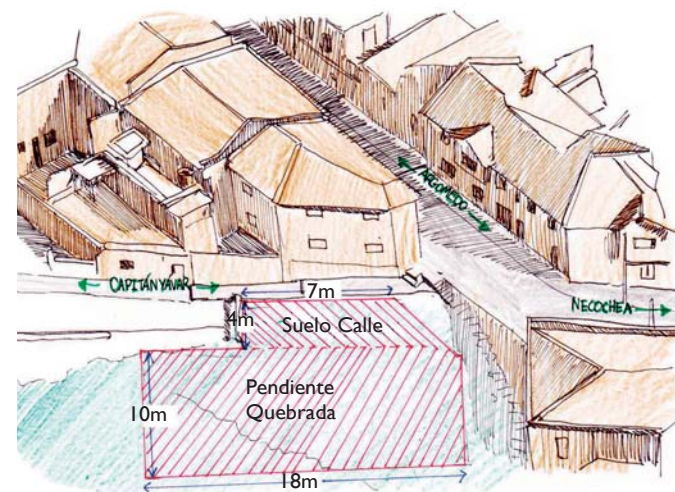 ARGOMEDO
CAPITÁN YAVAR
NECOCHEA
7m
4m
Suelo Calle
Pendiente
Quebrada
10m
18m